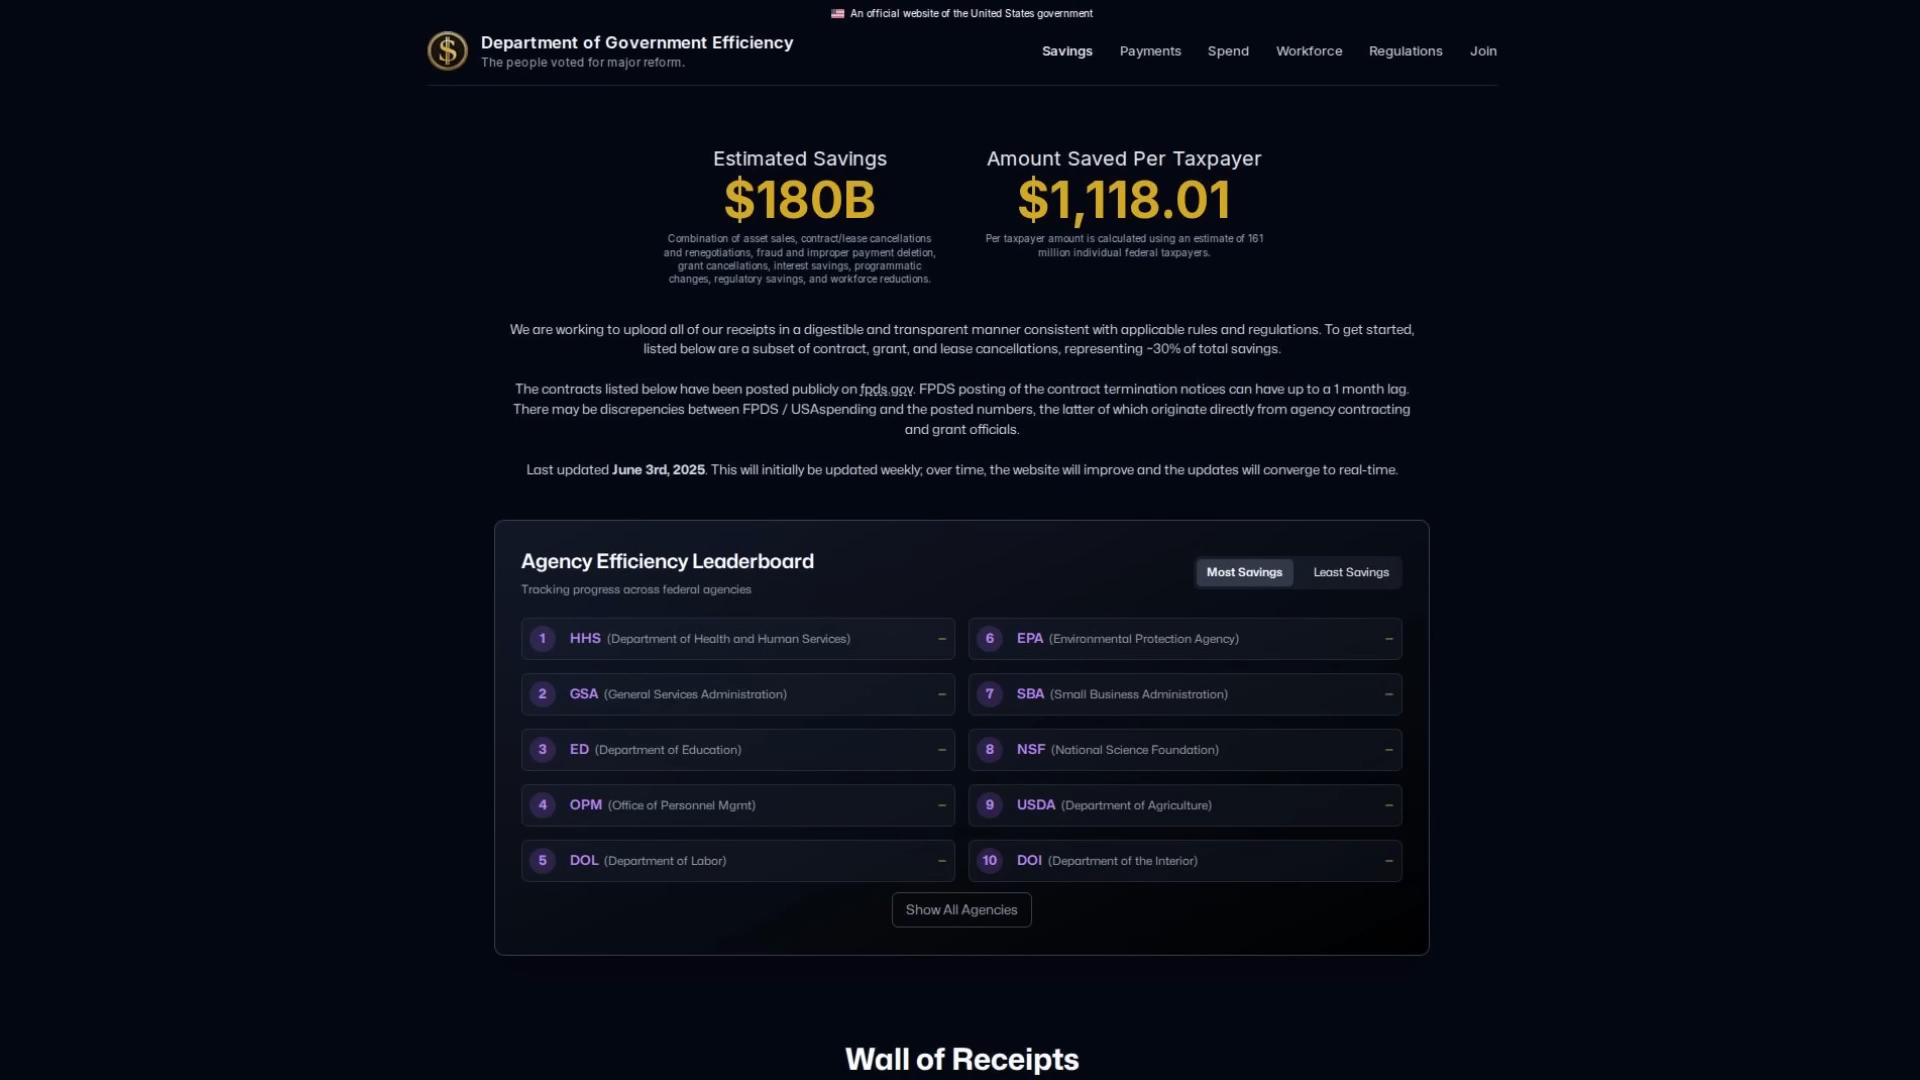 An official website of the United States government
Department of Government Efficiency
The people voted for major reform.
Savings
Payments
Spend
Workforce
Regulations
Join
Estimated Savings
$180B
Combination of asset sales, contract/lease cancellations
and renegotiations, fraud and improper payment deletion,
grant cancellations, interest savings, programmatic
changes, regulatory savings, and workforce reductions.
Amount Saved Per Taxpayer
$1,118.01
Per taxpayer amount is calculated using an estimate of 161
million individual federal taxpayers.
We are working to upload all of our receipts in a digestible and transparent manner consistent with applicable rules and regulations. To get started,
listed below are a subset of contract, grant, and lease cancellations, representing ~30% of total savings.
The contracts listed below have been posted publicly on fpds.gov. FPDS posting of the contract termination notices can have up to a 1 month lag.
There may be discrepencies between FPDS / USAspending and the posted numbers, the latter of which originate directly from agency contracting
and grant officials.
Last updated June 3rd, 2025. This will initially be updated weekly; over time, the website will improve and the updates will converge to real-time.
Agency Efficiency Leaderboard
Tracking progress across federal agencies
Most Savings
Least Savings
1 HHS (Department of Health and Human Services) –
2 GSA (General Services Administration) –
3 ED (Department of Education) –
4 OPM (Office of Personnel Mgmt) –
5 DOL (Department of Labor) –
6 EPA (Environmental Protection Agency) –
7 SBA (Small Business Administration) –
8 NSF (National Science Foundation) –
9 USDA (Department of Agriculture) –
10 DOI (Department of the Interior) –
Show All Agencies
Wall of Receipts